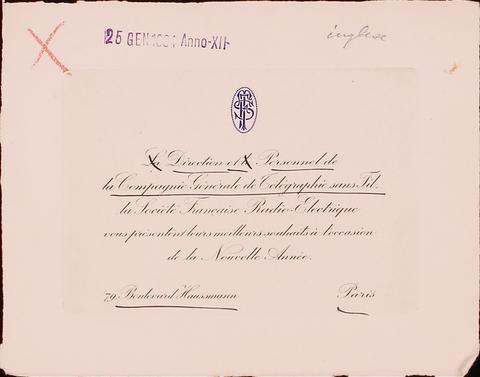 25 GEN 1934 Anno-XII
inglese
La Direction et le Personnel de
la Compagnie Générale de Télégraphie sans Fil
la Société Française Radio-Electrique
vous présentent leurs meilleurs souhaits à l'occasion
de la Nouvelle Année.
79, Boulevard Haussmann Paris